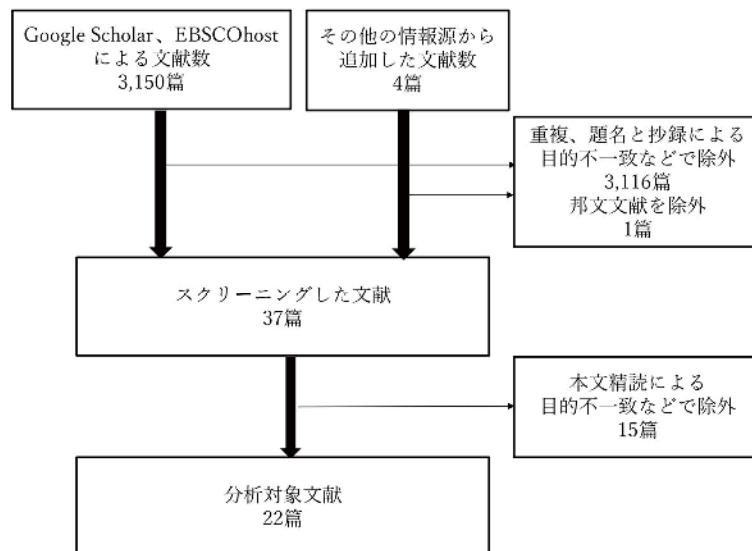 Google Scholar、EBSCOhost
による文献数
3,150篇
その他の情報源から
追加した文献数
4篇
重複、題名と抄録による
目的不一致などで除外
3,116篇
邦文文献を除外
1篇
スクリーニングした文献
37篇
本文精読による
目的不一致などで除外
15篇
分析対象文献
22篇